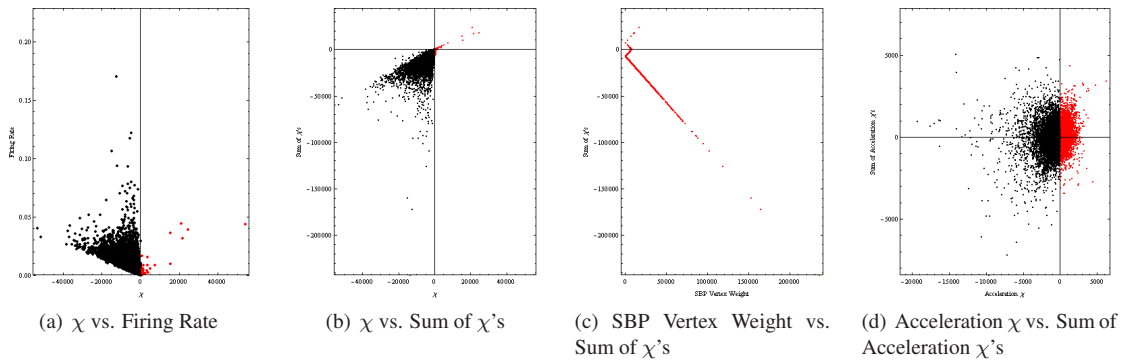 0.20
0.15
0.10
0.05
0.00
Firing Rate
-40000 -20000 0 20000 40000
χ
(a) χ vs. Firing Rate
0
-50000
-100000
-150000
-200000
Sum of χ's
-40000 -20000 0 20000 40000
χ
(b) χ vs. Sum of χ's
0
-50000
-100000
-150000
-200000
Sum of χ's
0 50000 100000 150000 200000
SBP Vertex Weight
(c) SBP Vertex Weight vs.
Sum of χ's
5000
0
-5000
Sum of Acceleration χ's
-20000 -15000 -10000 -5000 0 5000
Acceleration χ
(d) Acceleration χ vs. Sum of
Acceleration χ's